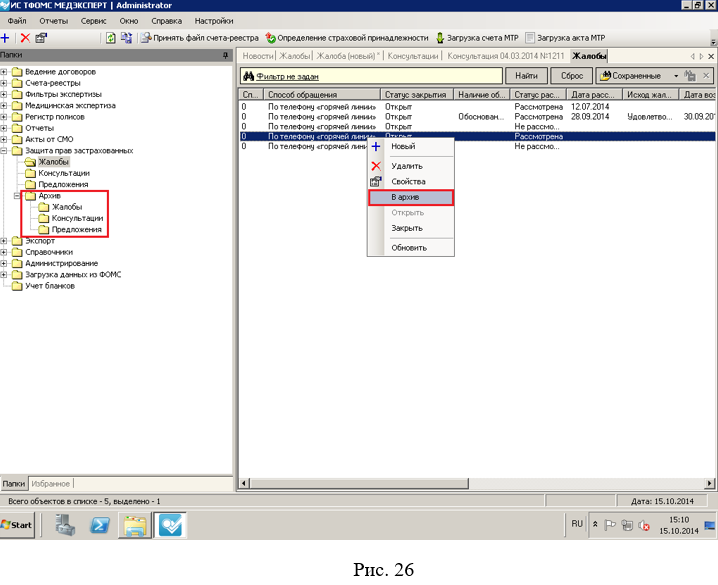 ИС ТФОМС МЕДЭКСПЕРТ | Administrator
Файл Отчеты Сервис Окно Справка Настройки
Принять файл счета-реестра Определение страховой принадлежности Загрузка счета МТР Загрузка акта МТР
Папки
Новости Жалобы Жалоба (новый) * Консультации Консультация 04.03.2014 №1211 Жалобы
Фильтр не задан Найти Сброс Сохраненные
Ведение договоров
Счета-реестры
Фильтры экспертизы
Медицинская экспертиза
Регистр полисов
Отчеты
Акты от СМО
Защита прав застрахованных
Жалобы
Консультации
Предложения
Архив
Жалобы
Консультации
Предложения
Экспорт
Справочники
Администрирование
Загрузка данных из ФОМС
Учет бланков
Сп... Способ обращения Статус закрытия Наличие об... Статус рас... Дата расс... Исход жал... Дата воз
0 По телефону «горячей линии» Открыт Рассмотрена 12.07.2014
0 По телефону «горячей линии» Открыт Обоснован... Рассмотрена 28.09.2014 Удовлетво... 30.09.201
0 По телефону «горячей линии» Открыт Не рассмо...
0 По телефону «горячей линии» Открыт Рассмотрена
0 По телефону «горячей лин Не рассмо...
Новый
Удалить
Свойства
В архив
Открыть
Закрыть
Обновить
Папки Избранное
Всего объектов в списке - 5, выделено - 1 Дата: 15.10.2014
Start RU 15:10
15.10.2014
Рис. 26